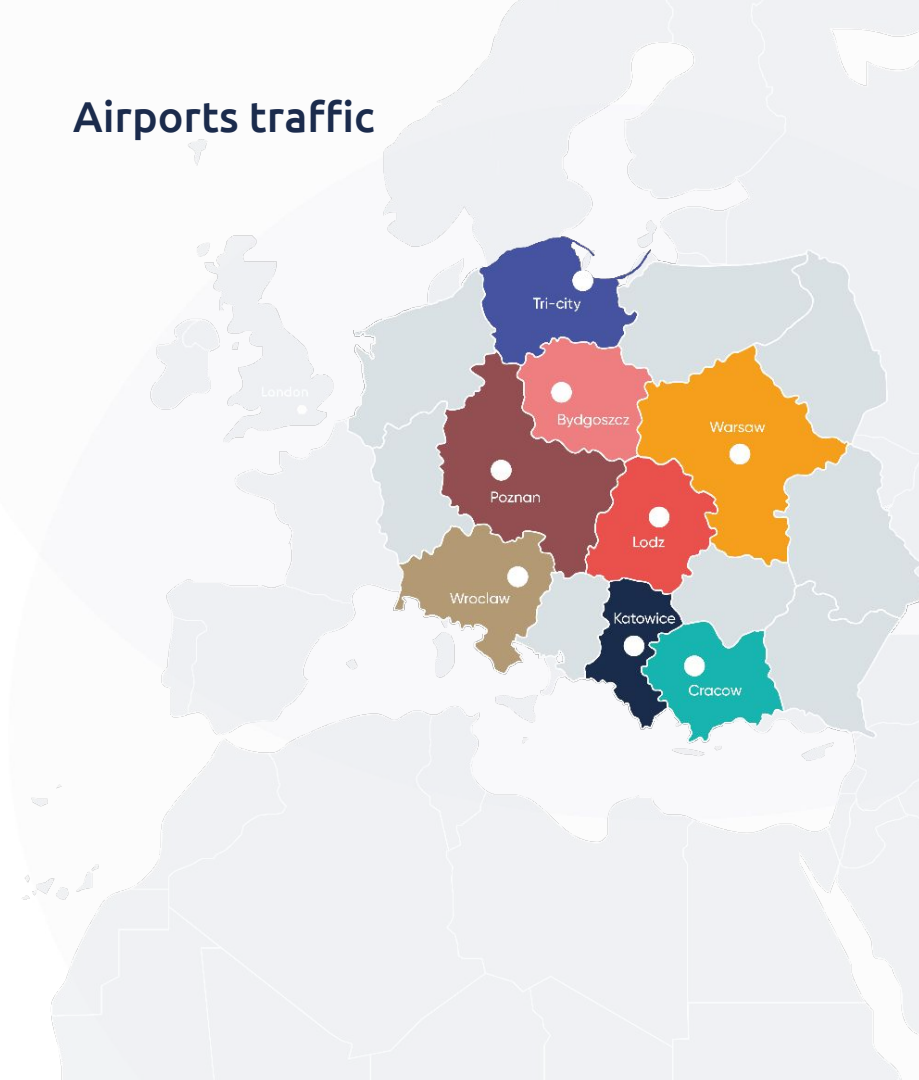 Airports traffic
Tri-city
London
Bydgoszcz
Warsaw
Poznan
Lodz
Wroclaw
Katowice
Cracow